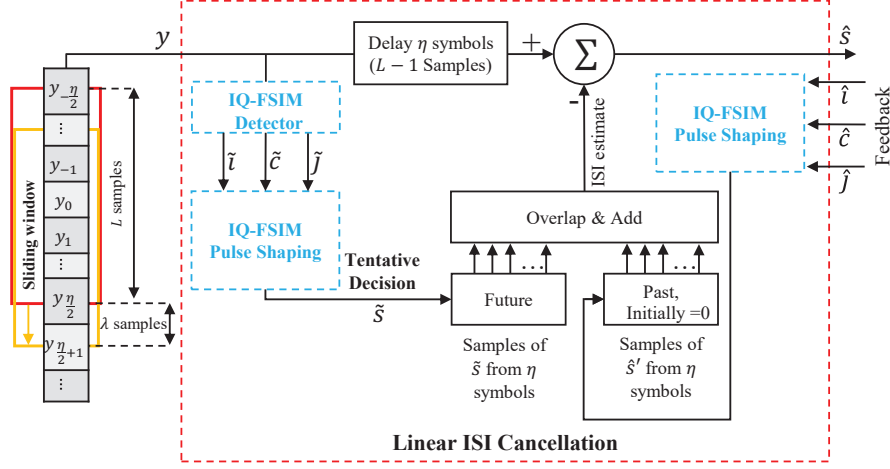 y
Delay η symbols
(L − 1 Samples)
+
Σ
-
ŝ
y_{-η/2}
⋮
y_{-1}
y_0
y_1
⋮
y_{η/2}
y_{η/2+1}
⋮
Sliding window
L samples
λ samples
IQ-FSIM
Detector
ĩ
c̃
j̃
IQ-FSIM
Pulse Shaping
Tentative
Decision
s̃
ISI estimate
Overlap & Add
...
...
Future
Past,
Initially =0
Samples of
s̃ from η
symbols
Samples of
ŝ′ from η
symbols
IQ-FSIM
Pulse Shaping
î
ĉ
ĵ
Feedback
Linear ISI Cancellation